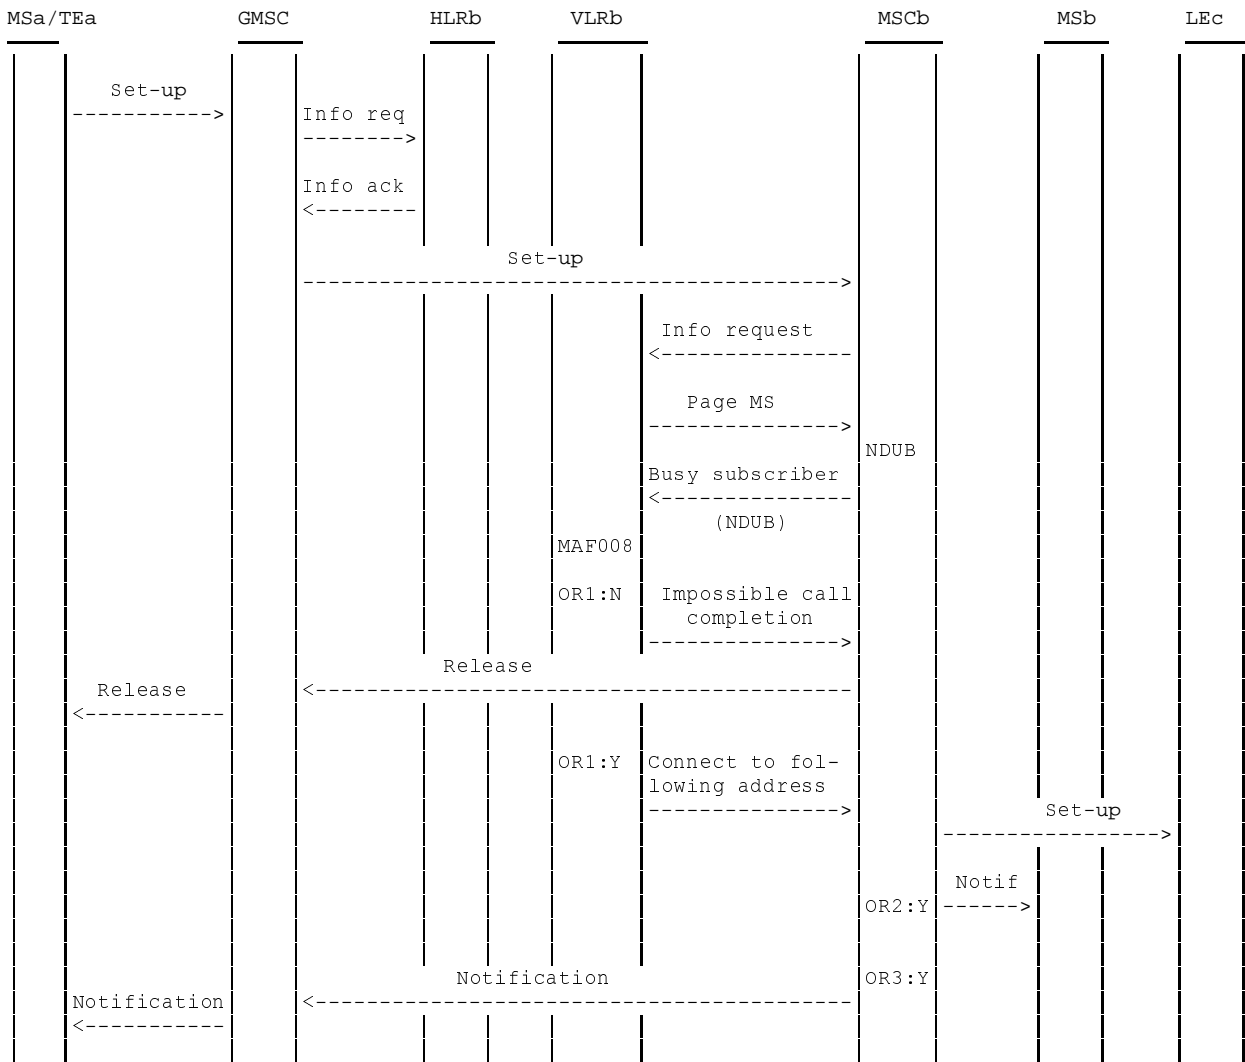 MSa/TEa GMSC HLRb VLRb MSCb MSb LEc
Set-up
----------->
Info req
-------->
Info ack
<--------
Set-up
------------------------------------------>
Info request
<---------------
Page MS
--------------->
NDUB
Busy subscriber
<---------------
(NDUB)
MAF008
OR1:N Impossible call
completion
--------------->
Release
Release <------------------------------------------
<-----------
OR1:Y Connect to fol-
lowing address
---------------> Set-up
----------------->
Notif
OR2:Y ------>
Notification OR3:Y
Notification <------------------------------------------
<-----------